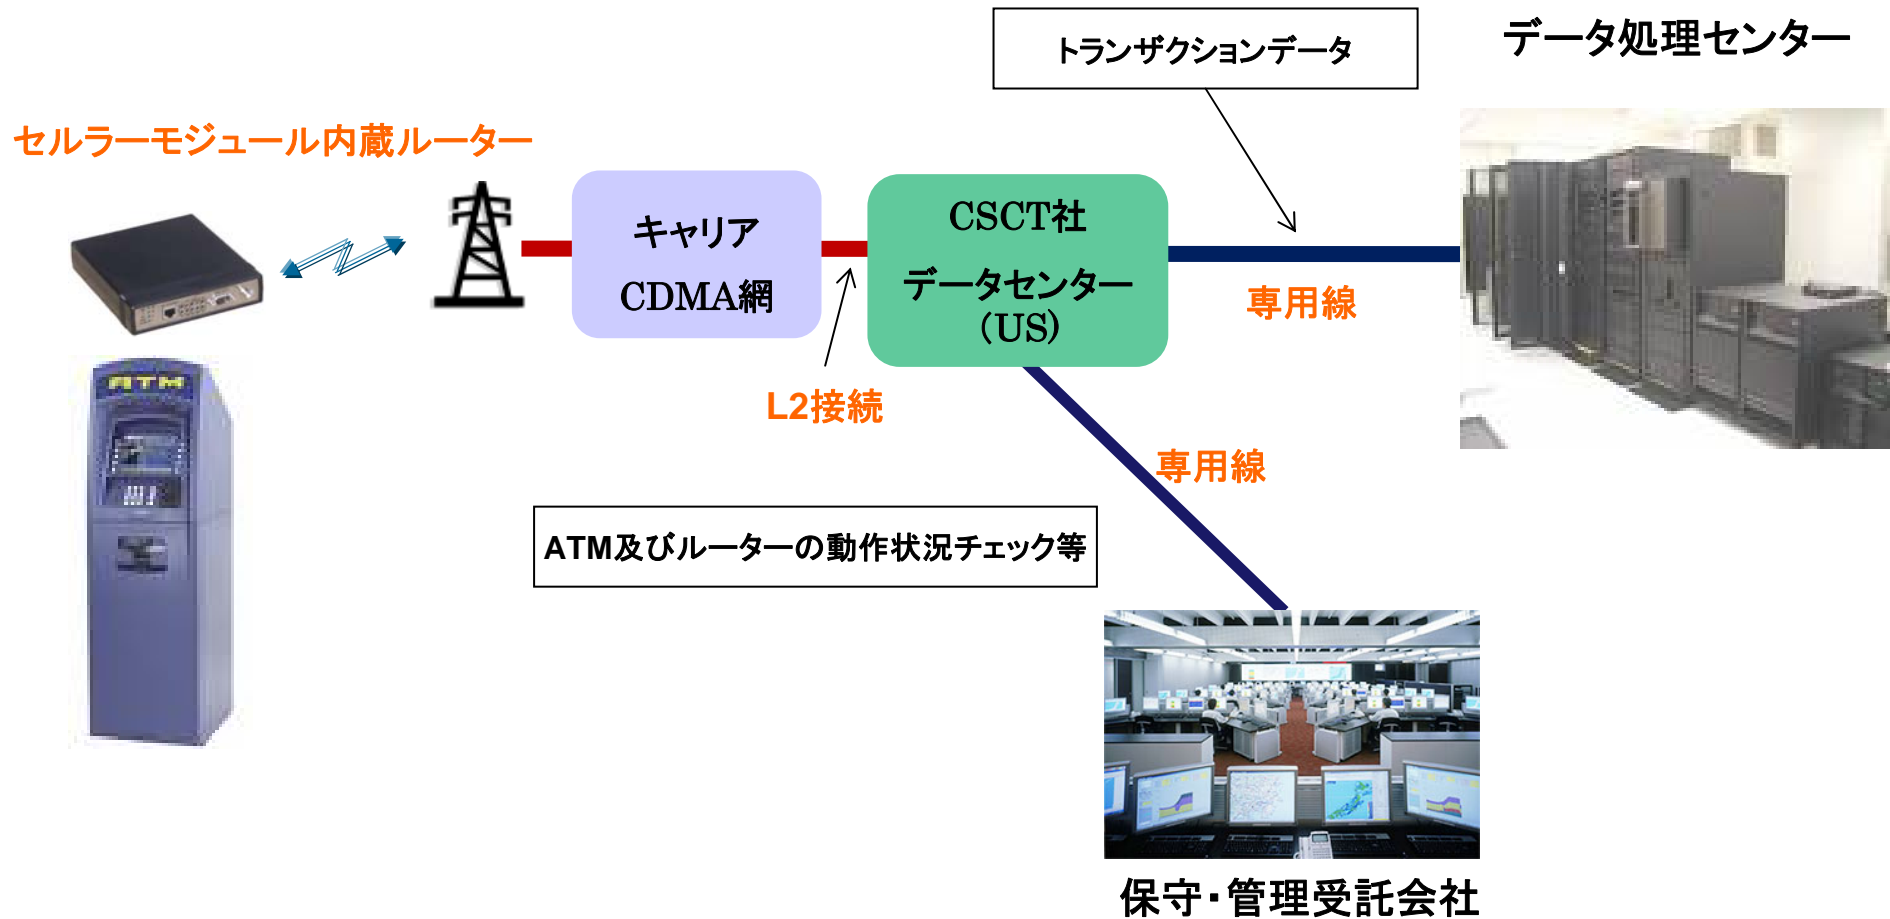 トランザクションデータ
データ処理センター
セルラーモジュール内蔵ルーター
キャリア
CDMA網
CSCT社
データセンター
(US)
専用線
L2接続
専用線
ATM及びルーターの動作状況チェック等
ATM
保守・管理受託会社